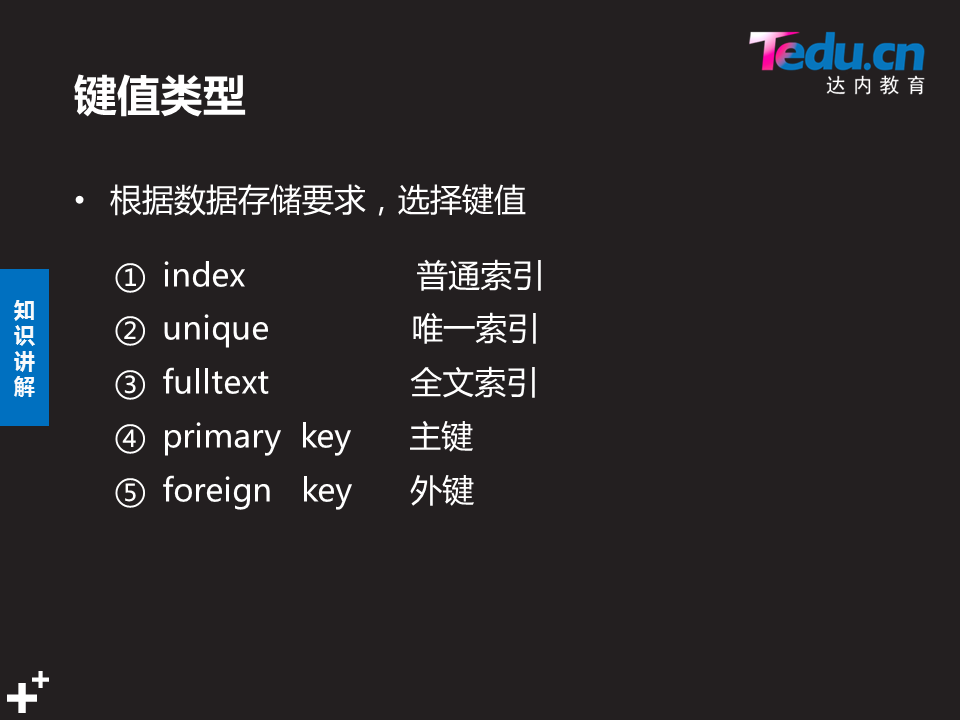 Tedu.cn
达内教育
键值类型
• 根据数据存储要求，选择键值
① index 普通索引
② unique 唯一索引
③ fulltext 全文索引
④ primary key 主键
⑤ foreign key 外键
知识讲解